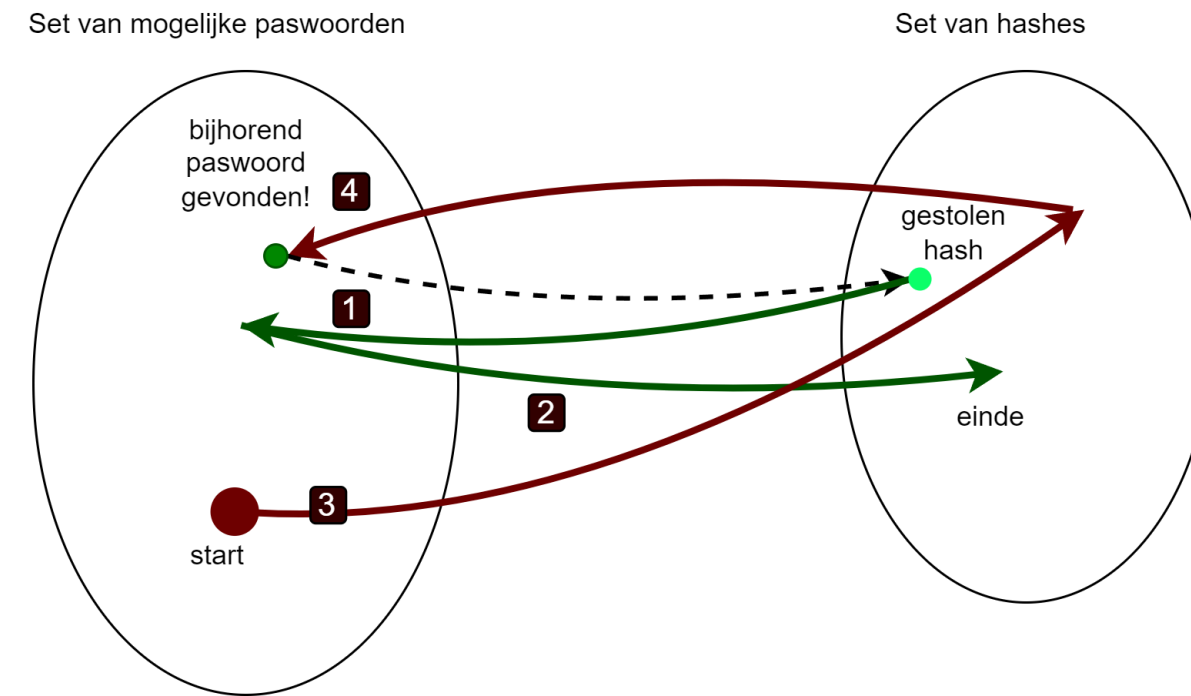 Set van mogelijke paswoorden
Set van hashes
bijhorend
paswoord
gevonden!
4
gestolen
hash
1
2
einde
3
start